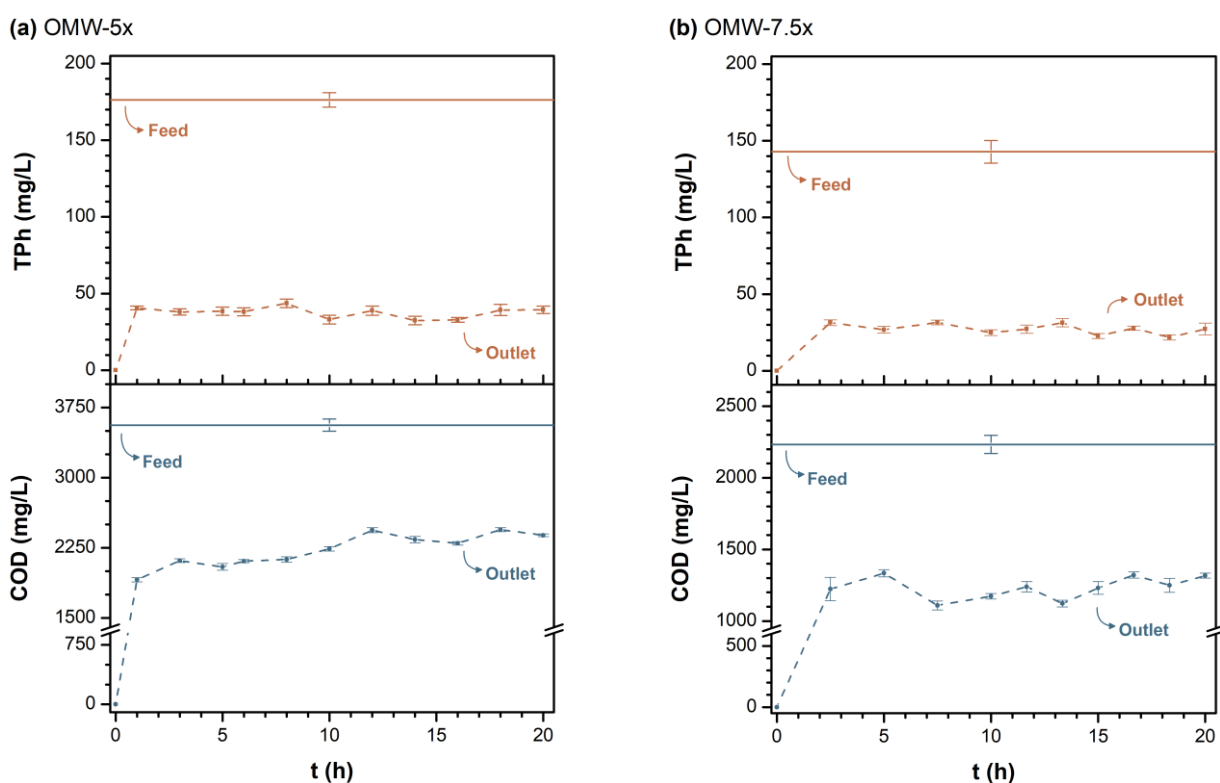 (a) OMW-5x
200
150
100
50
0
TPh (mg/L)
Feed
Outlet
3750
3000
2250
1500
750
0
COD (mg/L)
Feed
Outlet
0 5 10 15 20
t (h)
(b) OMW-7.5x
200
150
100
50
0
TPh (mg/L)
Feed
Outlet
2500
2000
1500
1000
500
0
COD (mg/L)
Feed
Outlet
0 5 10 15 20
t (h)